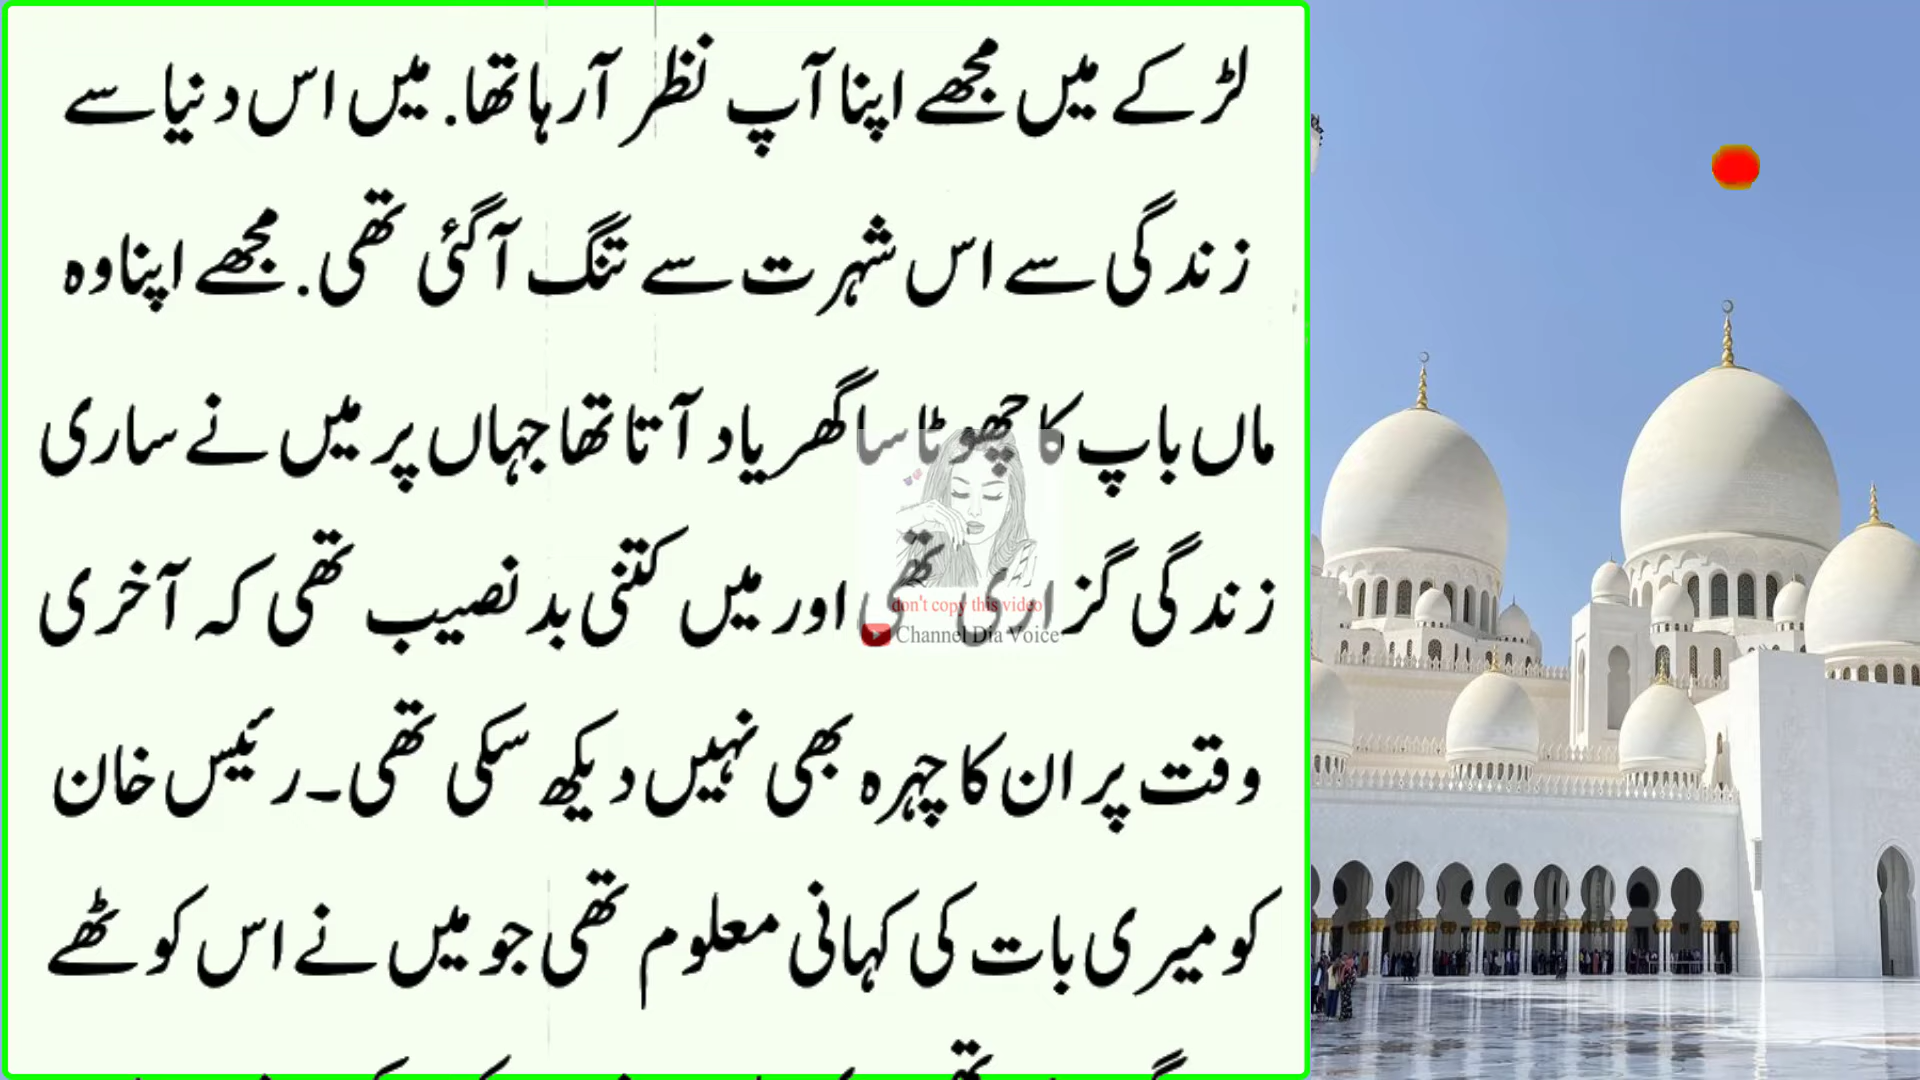 لڑکے میں مجھے اپنا آپ نظر آرہا تھا. میں اس دنیا سے
زندگی سے اس شہرت سے تنگ آگئی تھی. مجھے اپنا وہ
ماں باپ کا چھوٹا سا گھر یاد آتا تھا جہاں پر میں نے ساری
زندگی گزاری تھی اور میں کتنی بد نصیب تھی کہ آخری
don't copy this video
Channel Dia Voice
وقت پر ان کا چہرہ بھی نہیں دیکھ سکی تھی۔ رئیس خان
کو میری بات کی کہانی معلوم تھی جو میں نے اس کوٹھے